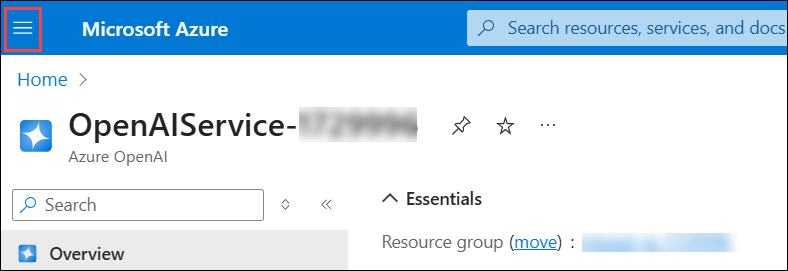 Microsoft Azure
Search resources, services, and docs
Home
OpenAIService-
Azure OpenAI
Search
Essentials
Resource group (move) :
Overview